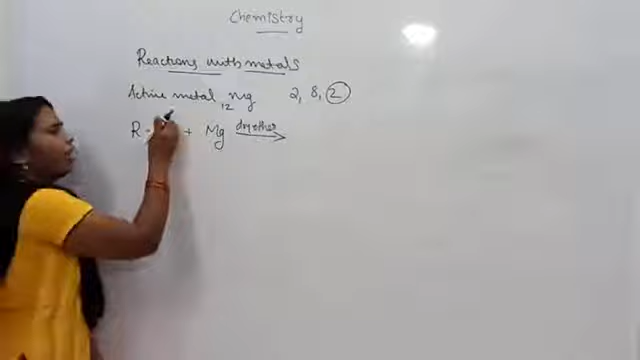 Chemistry
Reactions with metals
Active metal, 12Mg 2, 8, 2
R - + Mg dry ether →